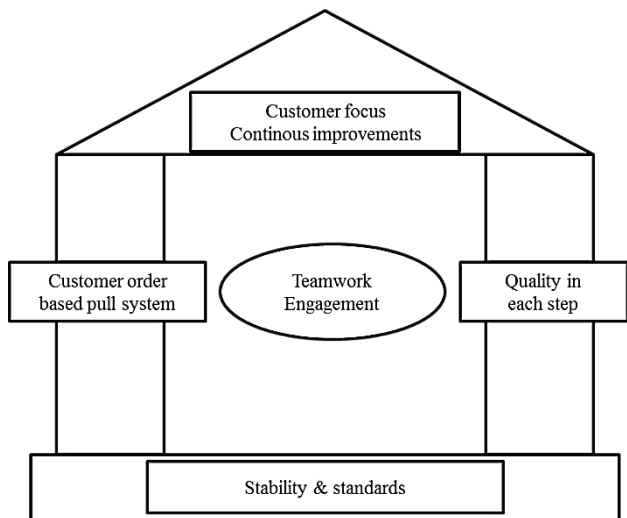 Customer focus
Continous improvements
Customer order
based pull system
Teamwork
Engagement
Quality in
each step
Stability & standards